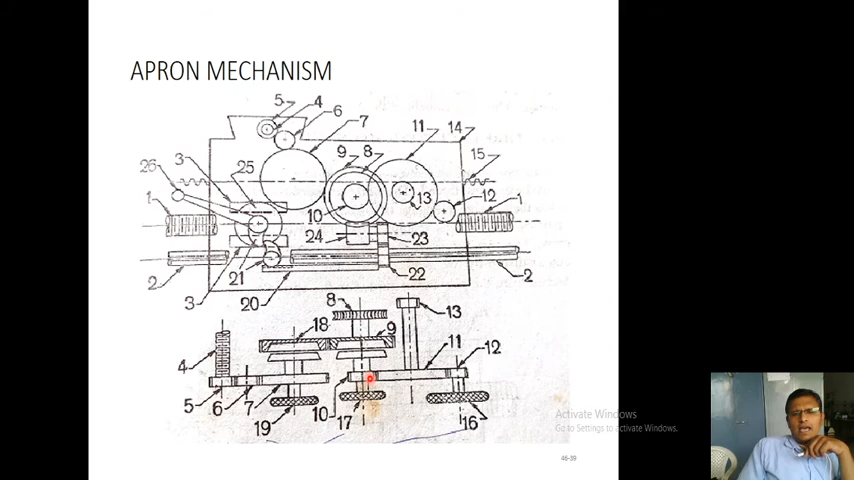 APRON MECHANISM
5 4 6 7 11 14
9 8 15
26 3 25
1 10 13 12 1
24 23
2 3 21 20 22 2
8 13
18 9 11 12
4
5 6 7 19 10 17 16
Activate Windows
Go to Settings to activate Windows.
46-39